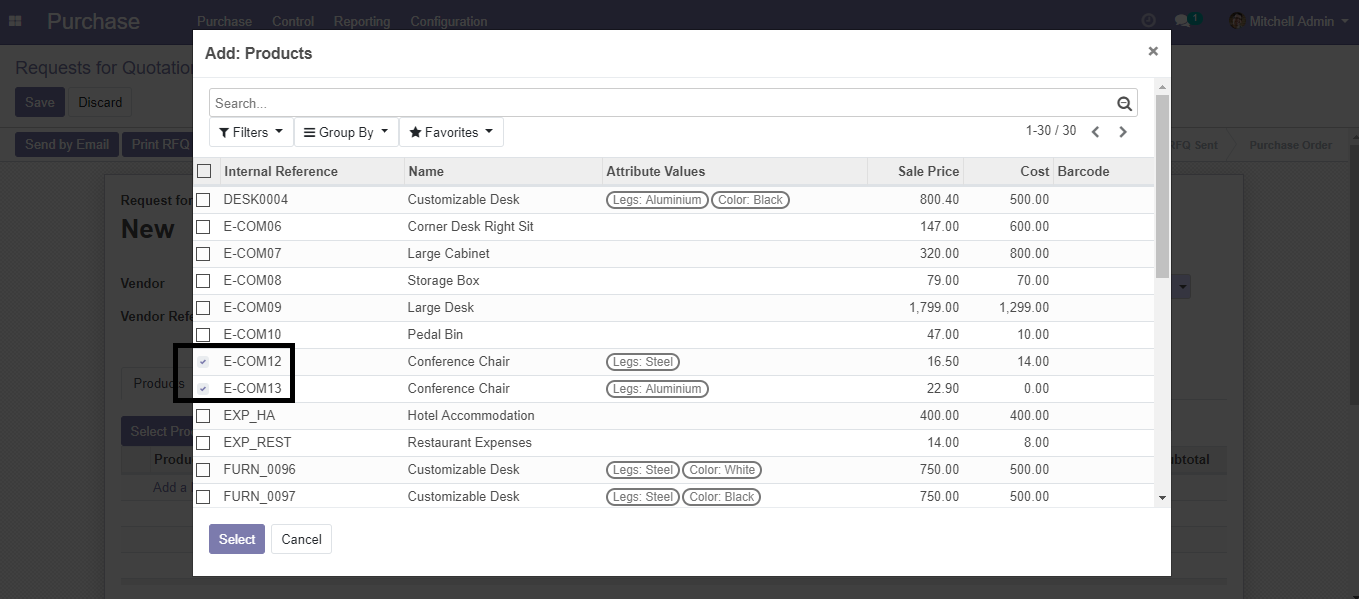 Purchase Purchase Control Reporting Configuration 1 Mitchell Admin
Add: Products ×
Requests for Quotation
Save Discard
Search...
Filters Group By Favorites 1-30 / 30
Send by Email Print RFQ RFQ Sent Purchase Order
Internal Reference Name Attribute Values Sale Price Cost Barcode
Request for
New
DESK0004 Customizable Desk Legs: Aluminium Color: Black 800.40 500.00
E-COM06 Corner Desk Right Sit 147.00 600.00
E-COM07 Large Cabinet 320.00 800.00
Vendor
E-COM08 Storage Box 79.00 70.00
E-COM09 Large Desk 1,799.00 1,299.00
Vendor Refe
E-COM10 Pedal Bin 47.00 10.00
E-COM12 Conference Chair Legs: Steel 16.50 14.00
Products
E-COM13 Conference Chair Legs: Aluminium 22.90 0.00
EXP_HA Hotel Accommodation 400.00 400.00
Select Pro
EXP_REST Restaurant Expenses 14.00 8.00
Produ btotal
FURN_0096 Customizable Desk Legs: Steel Color: White 750.00 500.00
Add a
FURN_0097 Customizable Desk Legs: Steel Color: Black 750.00 500.00
Select Cancel